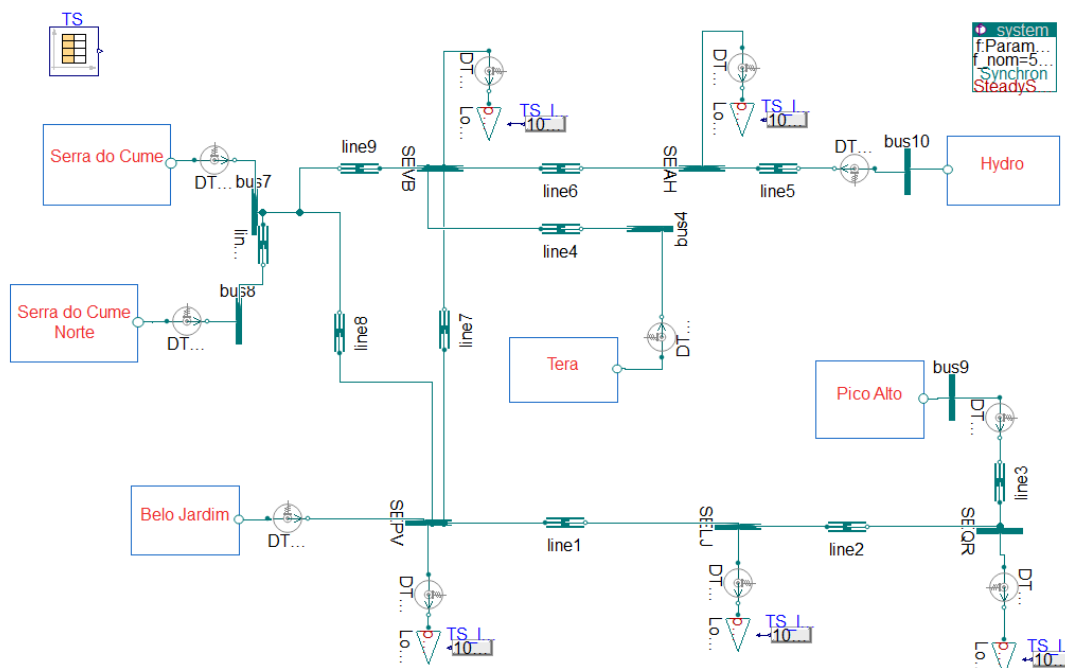 TS
system
f:Param...
f_nom=5...
Synchron
SteadyS...
DT...
Lo...
TS_I...
10...
DT...
Lo...
TS_I...
10...
Serra do Cume
DT...
bus7
line9
SEVB
line6
SEAH
line5
DT...
bus10
Hydro
lin...
line4
bus4
Serra do Cume
Norte
DT...
bus8
line8
line7
DT...
Tera
Pico Alto
bus9
DT...
line3
Belo Jardim
DT...
SEPV
line1
SELJ
line2
SEQR
DT...
Lo...
TS_I...
10...
DT...
Lo...
TS_I...
10...
DT...
Lo...
TS_I...
10...